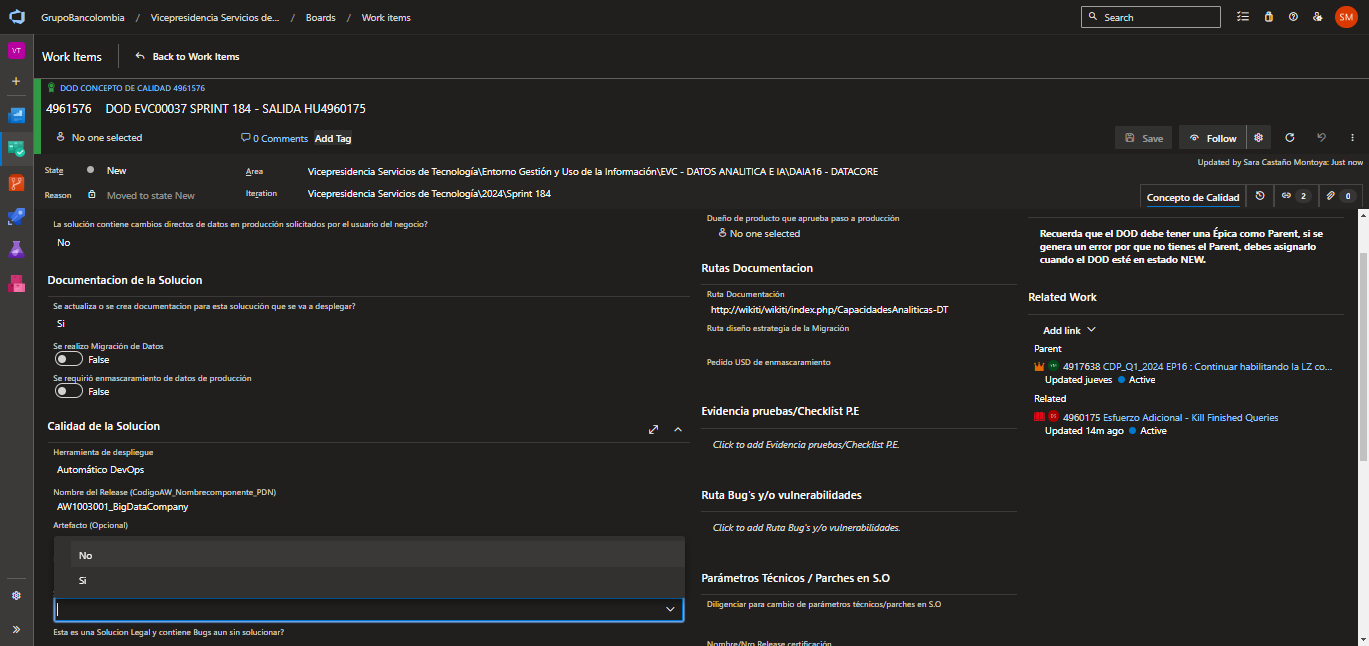 GrupoBancolombia / Vicepresidencia Servicios de... / Boards / Work items
Search
SM
VT
Work Items
Back to Work Items
DOD CONCEPTO DE CALIDAD 4961576
4961576 DOD EVC00037 SPRINT 184 - SALIDA HU4960175
No one selected
0 Comments
Add Tag
Save
Follow
Updated by Sara Castaño Montoya: Just now
State
New
Area
Vicepresidencia Servicios de Tecnología\Entorno Gestión y Uso de la Información\EVC - DATOS ANALITICA E IA\DAIA16 - DATACORE
Reason
Moved to state New
Iteration
Vicepresidencia Servicios de Tecnología\2024\Sprint 184
Concepto de Calidad
2
0
La solución contiene cambios directos de datos en producción solicitados por el usuario del negocio?
No
Documentacion de la Solucion
Se actualiza o se crea documentacion para esta solucución que se va a desplegar?
Si
Se realizo Migración de Datos
False
Se requirió enmascaramiento de datos de producción
False
Calidad de la Solucion
Herramienta de despliegue
Automático DevOps
Nombre del Release (CodigoAW_Nombrecomponente_PDN)
AW1003001_BigDataCompany
Artefacto (Opcional)
No
Si
Esta es una Solucion Legal y contiene Bugs aun sin solucionar?
Dueño de producto que aprueba paso a producción
No one selected
Rutas Documentacion
Ruta Documentación
http://wikiti/wikiti/index.php/CapacidadesAnaliticas-DT
Ruta diseño estrategia de la Migración
Pedido USD de enmascaramiento
Evidencia pruebas/Checklist P.E
Click to add Evidencia pruebas/Checklist P.E.
Ruta Bug's y/o vulnerabilidades
Click to add Ruta Bug's y/o vulnerabilidades.
Parámetros Técnicos / Parches en S.O
Diligenciar para cambio de parámetros técnicos/parches en S.O
Nombre/Nro Release certificación
Recuerda que el DOD debe tener una Épica como Parent, si se
genera un error por que no tienes el Parent, debes asignarlo
cuando el DOD esté en estado NEW.
Related Work
Add link
Parent
4917638 CDP_Q1_2024 EP16 : Continuar habilitando la LZ co...
Updated jueves Active
Related
4960175 Esfuerzo Adicional - Kill Finished Queries
Updated 14m ago Active